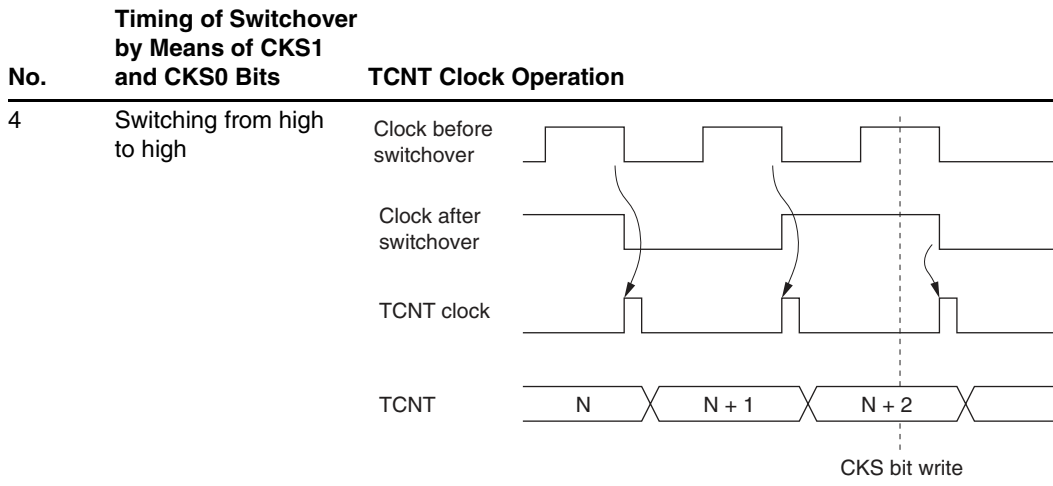 Timing of Switchover
by Means of CKS1
No. and CKS0 Bits TCNT Clock Operation
4 Switching from high
to high
Clock before
switchover
Clock after
switchover
TCNT clock
TCNT N N + 1 N + 2
CKS bit write